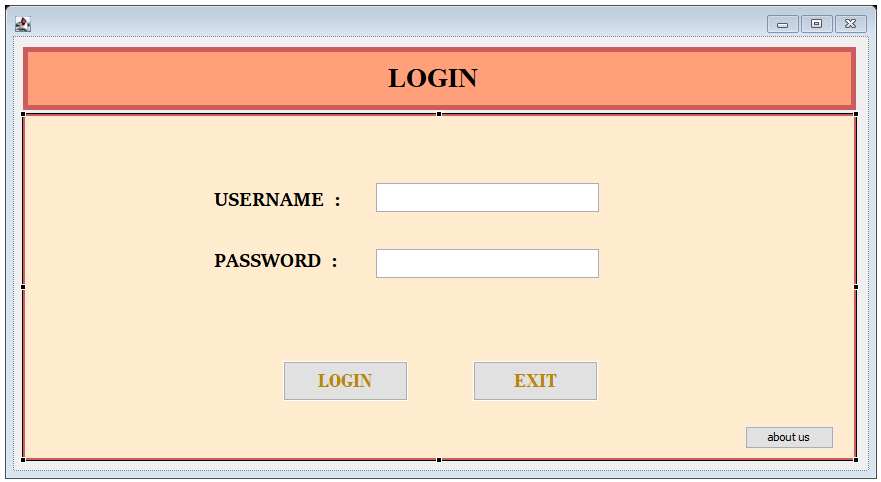 LOGIN
USERNAME :
PASSWORD :
LOGIN EXIT
about us